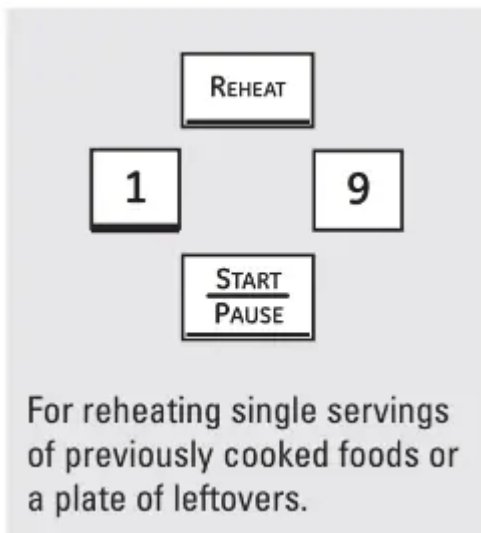 REHEAT
1 9
START
PAUSE
For reheating single servings
of previously cooked foods or
a plate of leftovers.